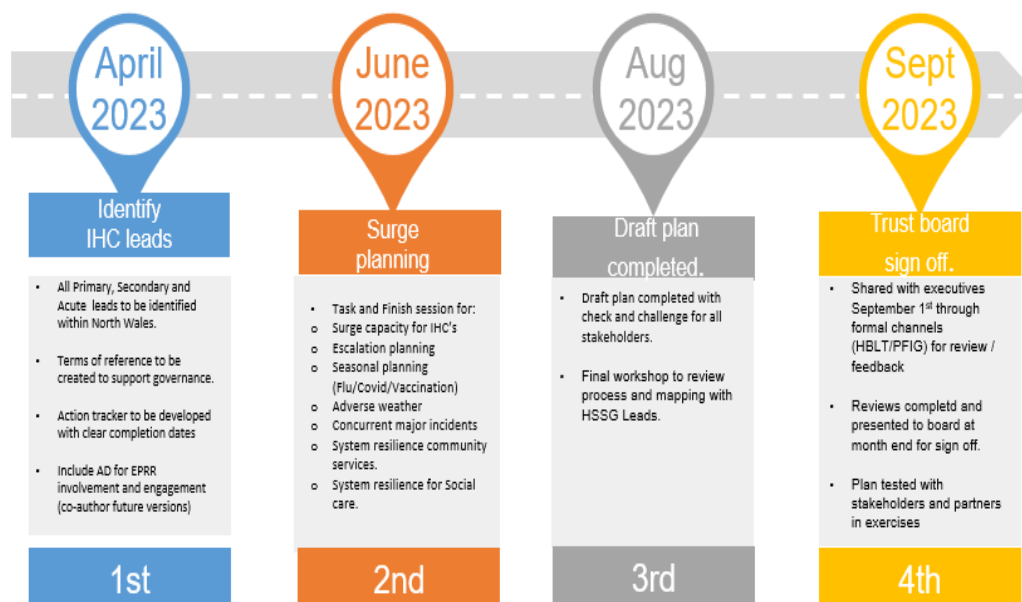 April
2023
June
2023
Aug
2023
Sept
2023
Identify
IHC leads
• All Primary, Secondary and
Acute leads to be identified
within North Wales.
• Terms of reference to be
created to support governance.
• Action tracker to be developed
with clear completion dates
• Include AD for EPRR
involvement and engagement
(co-author future versions)
1st
Surge
planning
• Task and Finish session for:
o Surge capacity for IHC's
o Escalation planning
o Seasonal planning
(Flu/Covid/Vaccination)
o Adverse weather
o Concurrent major incidents
o System resilience community
services.
o System resilience for Social
care.
2nd
Draft plan
completed.
• Draft plan completed with
check and challenge for all
stakeholders.
• Final workshop to review
process and mapping with
HSSG Leads.
3rd
Trust board
sign off.
• Shared with executives
September 1st through
formal channels
(HBLT/PFIG) for review /
feedback
• Reviews completd and
presented to board at
month end for sign off.
• Plan tested with
stakeholders and partners
in exercises
4th